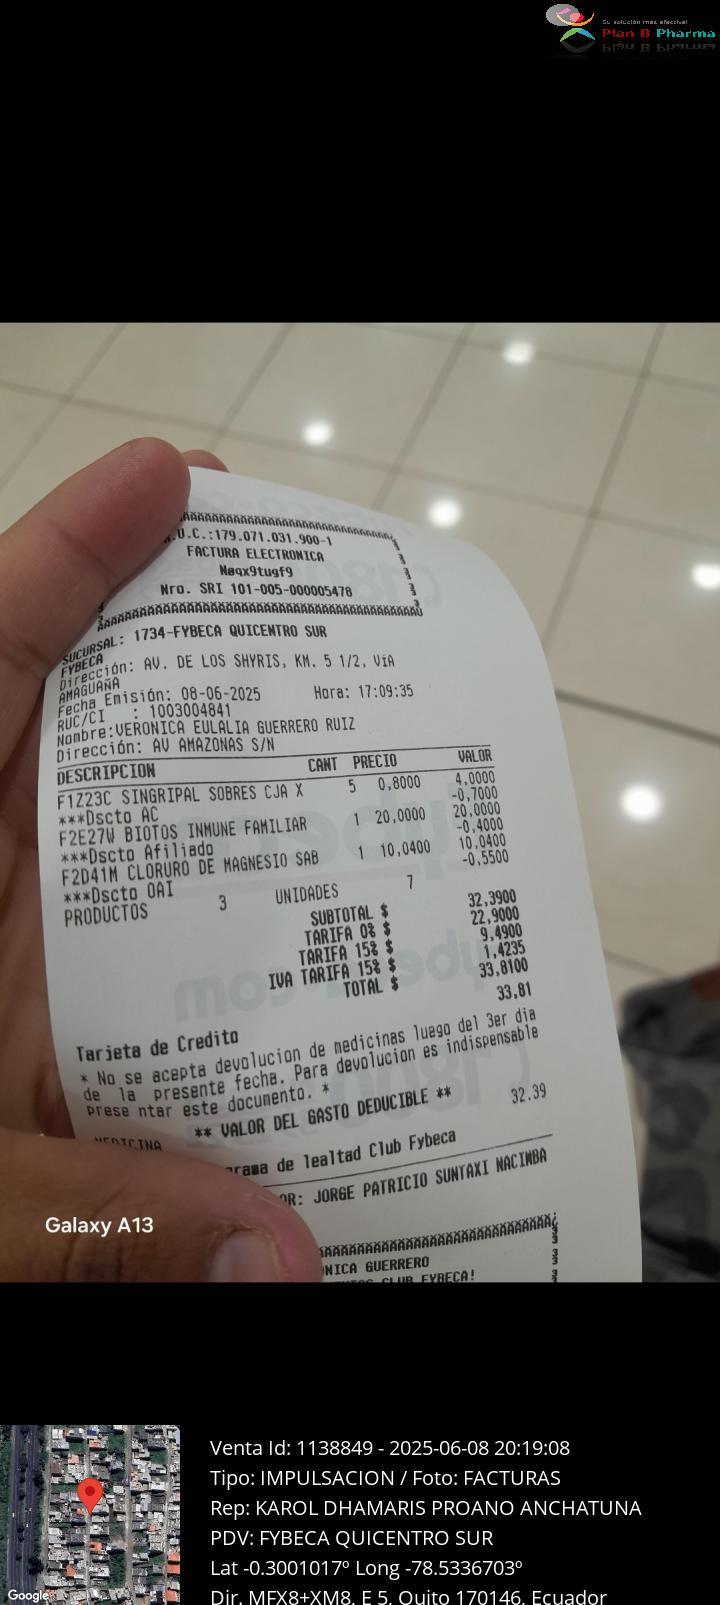 Su solución más efectiva!
Plan B Pharma
R.U.C.:179.071.031.900-1
FACTURA ELECTRONICA
Nøqx9tugf9
Nro. SRI 101-005-000005478
SUCURSAL: 1734-FYBECA QUICENTRO SUR
FYBECA
Dirección: AV. DE LOS SHYRIS, KM. 5 1/2, VíA
AMAGUAÑA
Fecha Emisión: 08-06-2025 Hora: 17:09:35
RUC/CI : 1003004841
Nombre:VERONICA EULALIA GUERRERO RUIZ
Dirección: AV AMAZONAS S/N
DESCRIPCION CANT PRECIO VALOR
F1Z23C SINGRIPAL SOBRES CJA X 5 0,8000 4,0000
***Dscto AC -0,7000
F2E27W BIOTOS INMUNE FAMILIAR 1 20,0000 20,0000
***Dscto Afiliado -0,4000
F2D41M CLORURO DE MAGNESIO SAB 1 10,0400 10,0400
***Dscto OAI -0,5500
PRODUCTOS 3 UNIDADES 7
SUBTOTAL $ 32,3900
TARIFA 0% $ 22,9000
TARIFA 15% $ 9,4900
IVA TARIFA 15% $ 1,4235
TOTAL $ 33,8100
33,81
Tarjeta de Credito
* No se acepta devolucion de medicinas luego del 3er dia
de la presente fecha. Para devolucion es indispensable
prese ntar este documento. *
** VALOR DEL GASTO DEDUCIBLE **
MEDICINA 32.39
grama de lealtad Club Fybeca
OR: JORGE PATRICIO SUNTAXI NACIMBA
NICA GUERRERO
CLUB FYBECA!
Galaxy A13
Google
Venta Id: 1138849 - 2025-06-08 20:19:08
Tipo: IMPULSACION / Foto: FACTURAS
Rep: KAROL DHAMARIS PROANO ANCHATUNA
PDV: FYBECA QUICENTRO SUR
Lat -0.3001017º Long -78.5336703º
Dir. MFX8+XM8, E 5, Quito 170146, Ecuador